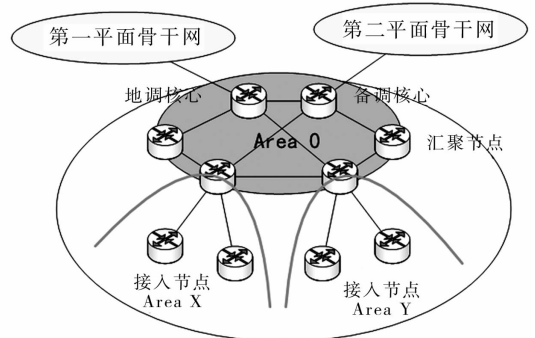 第一平面骨干网
第二平面骨干网
地调核心
备调核心
Area 0
汇聚节点
接入节点
Area X
接入节点
Area Y